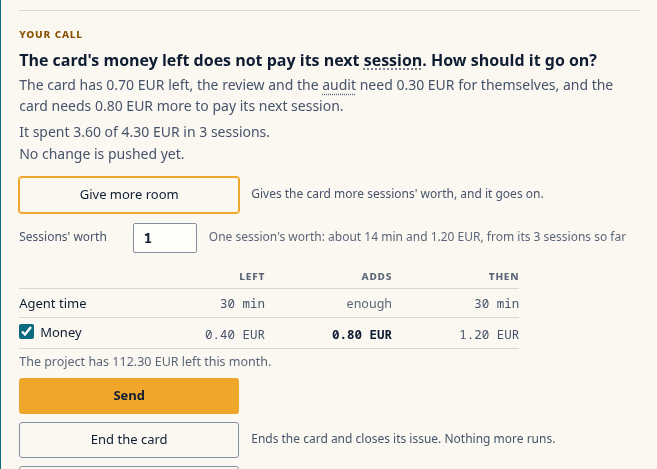 YOUR CALL
The card's money left does not pay its next session. How should it go on?
The card has 0.70 EUR left, the review and the audit need 0.30 EUR for themselves, and the
card needs 0.80 EUR more to pay its next session.
It spent 3.60 of 4.30 EUR in 3 sessions.
No change is pushed yet.
Give more room Gives the card more sessions' worth, and it goes on.
Sessions' worth 1 One session's worth: about 14 min and 1.20 EUR, from its 3 sessions so far
LEFT ADDS THEN
Agent time 30 min enough 30 min
Money 0.40 EUR 0.80 EUR 1.20 EUR
The project has 112.30 EUR left this month.
Send
End the card Ends the card and closes its issue. Nothing more runs.